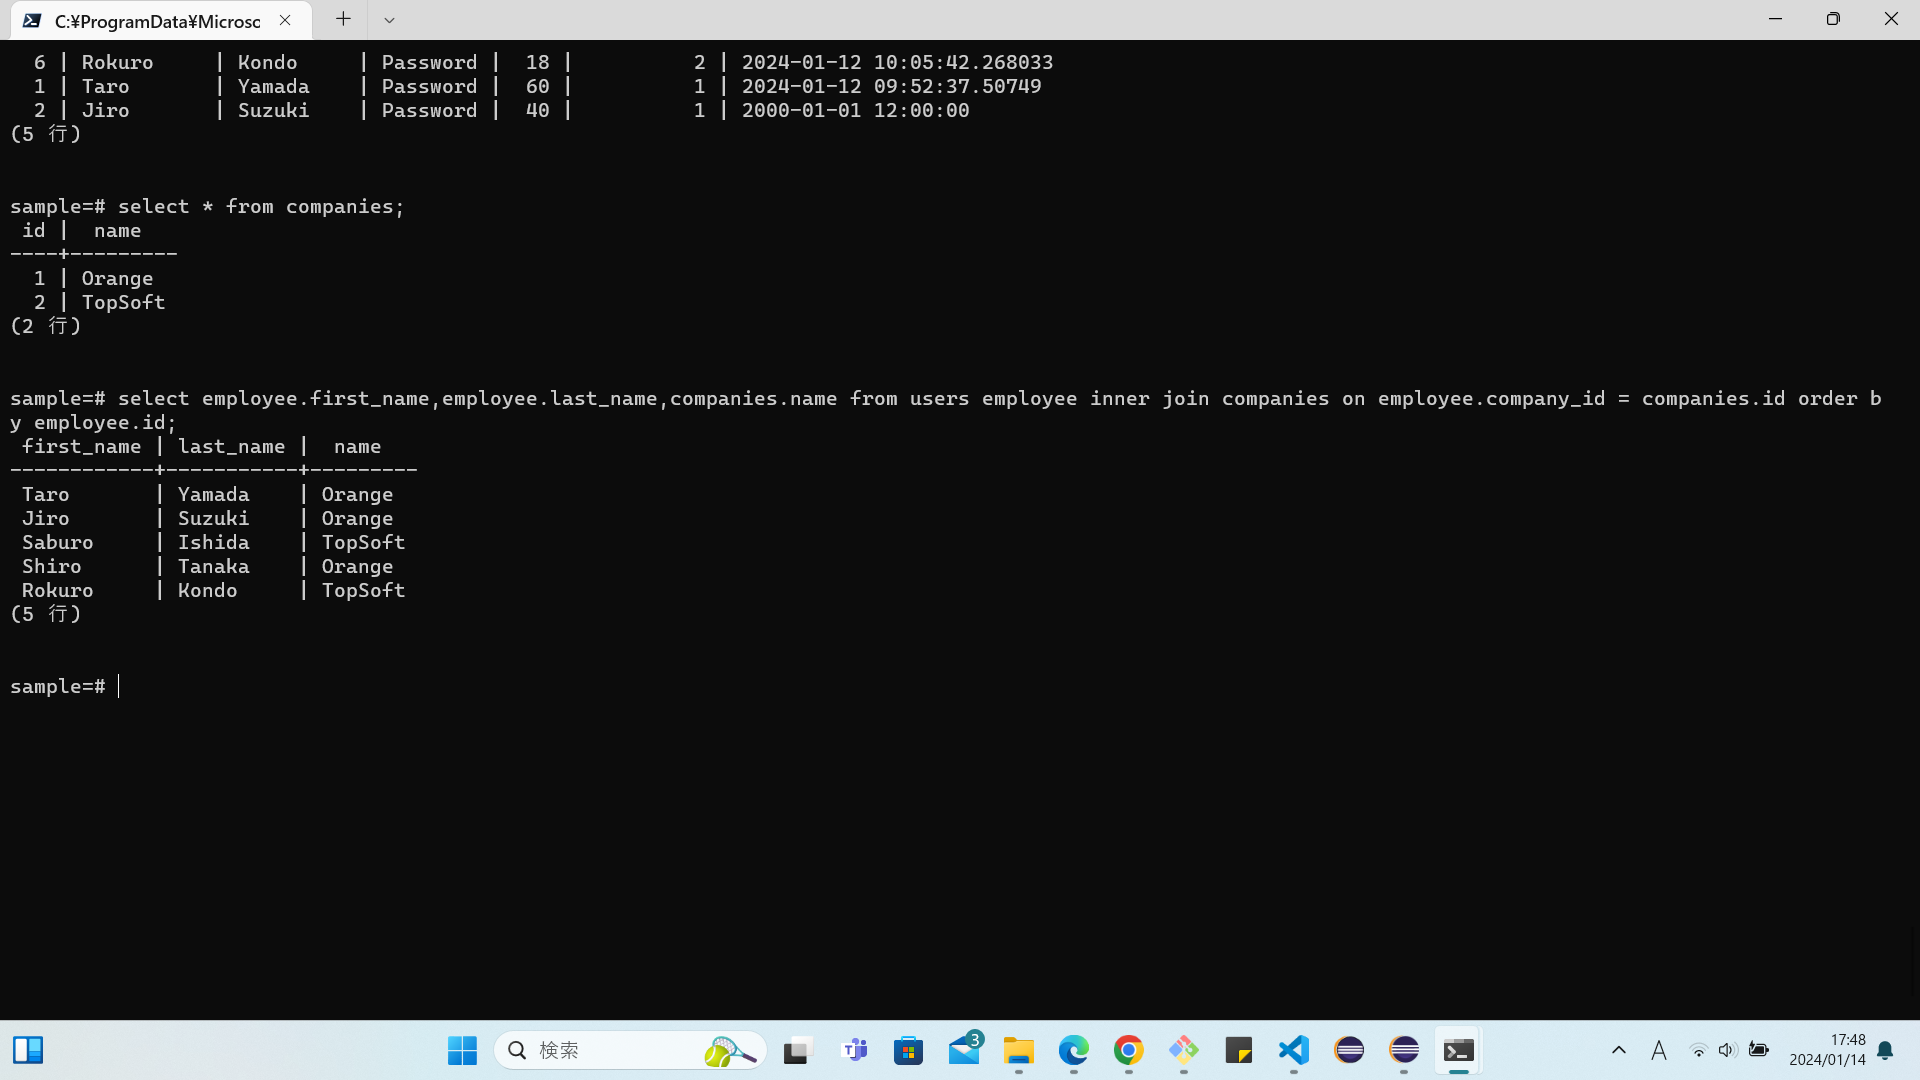 C:¥ProgramData¥Microsc
6 | Rokuro | Kondo | Password | 18 | 2 | 2024-01-12 10:05:42.268033
1 | Taro | Yamada | Password | 60 | 1 | 2024-01-12 09:52:37.50749
2 | Jiro | Suzuki | Password | 40 | 1 | 2000-01-01 12:00:00
(5 行)
sample=# select * from companies;
id | name
----+---------
1 | Orange
2 | TopSoft
(2 行)
sample=# select employee.first_name,employee.last_name,companies.name from users employee inner join companies on employee.company_id = companies.id order b
y employee.id;
first_name | last_name | name
------------+-----------+---------
Taro | Yamada | Orange
Jiro | Suzuki | Orange
Saburo | Ishida | TopSoft
Shiro | Tanaka | Orange
Rokuro | Kondo | TopSoft
(5 行)
sample=#
検索
3
A
17:48
2024/01/14